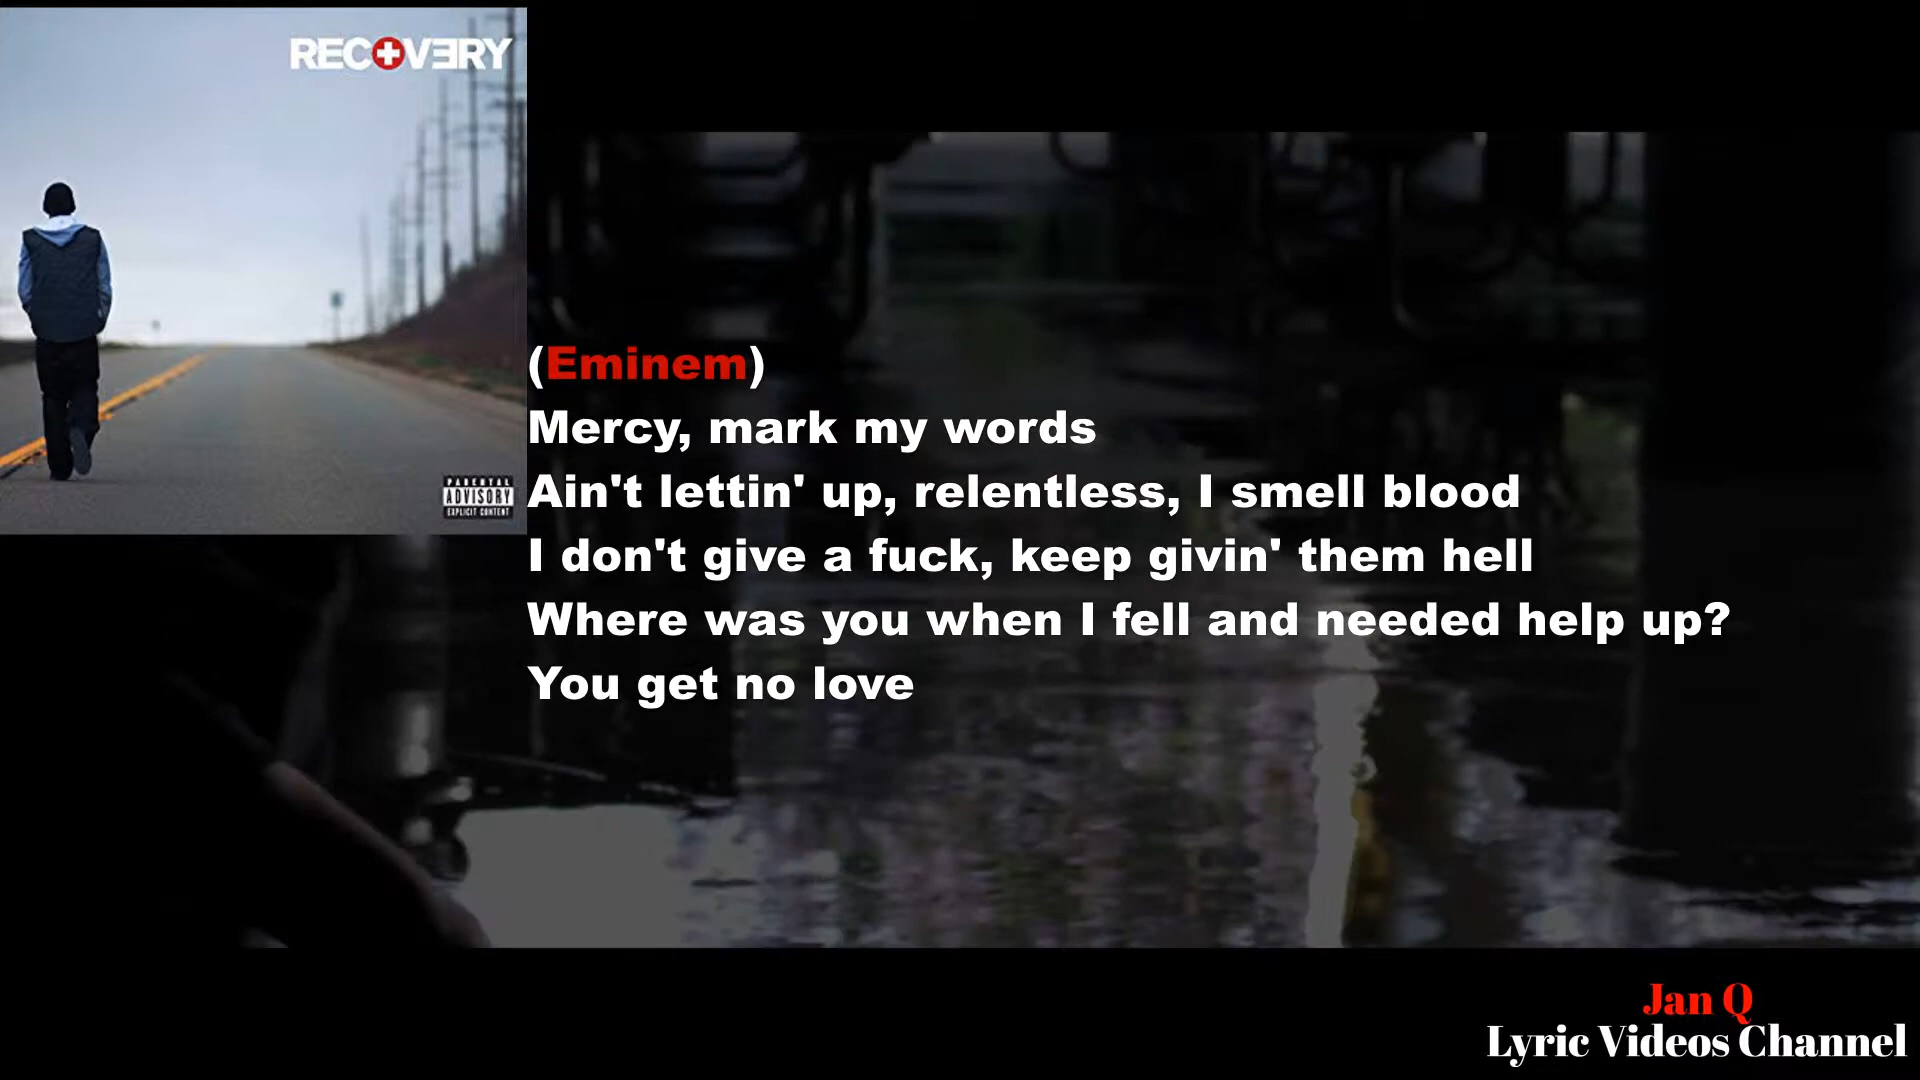 RECOVERY
(Eminem)
Mercy, mark my words
Ain't lettin' up, relentless, I smell blood
I don't give a fuck, keep givin' them hell
Where was you when I fell and needed help up?
You get no love
PARENTAL
ADVISORY
EXPLICIT CONTENT
Jan Q
Lyric Videos Channel